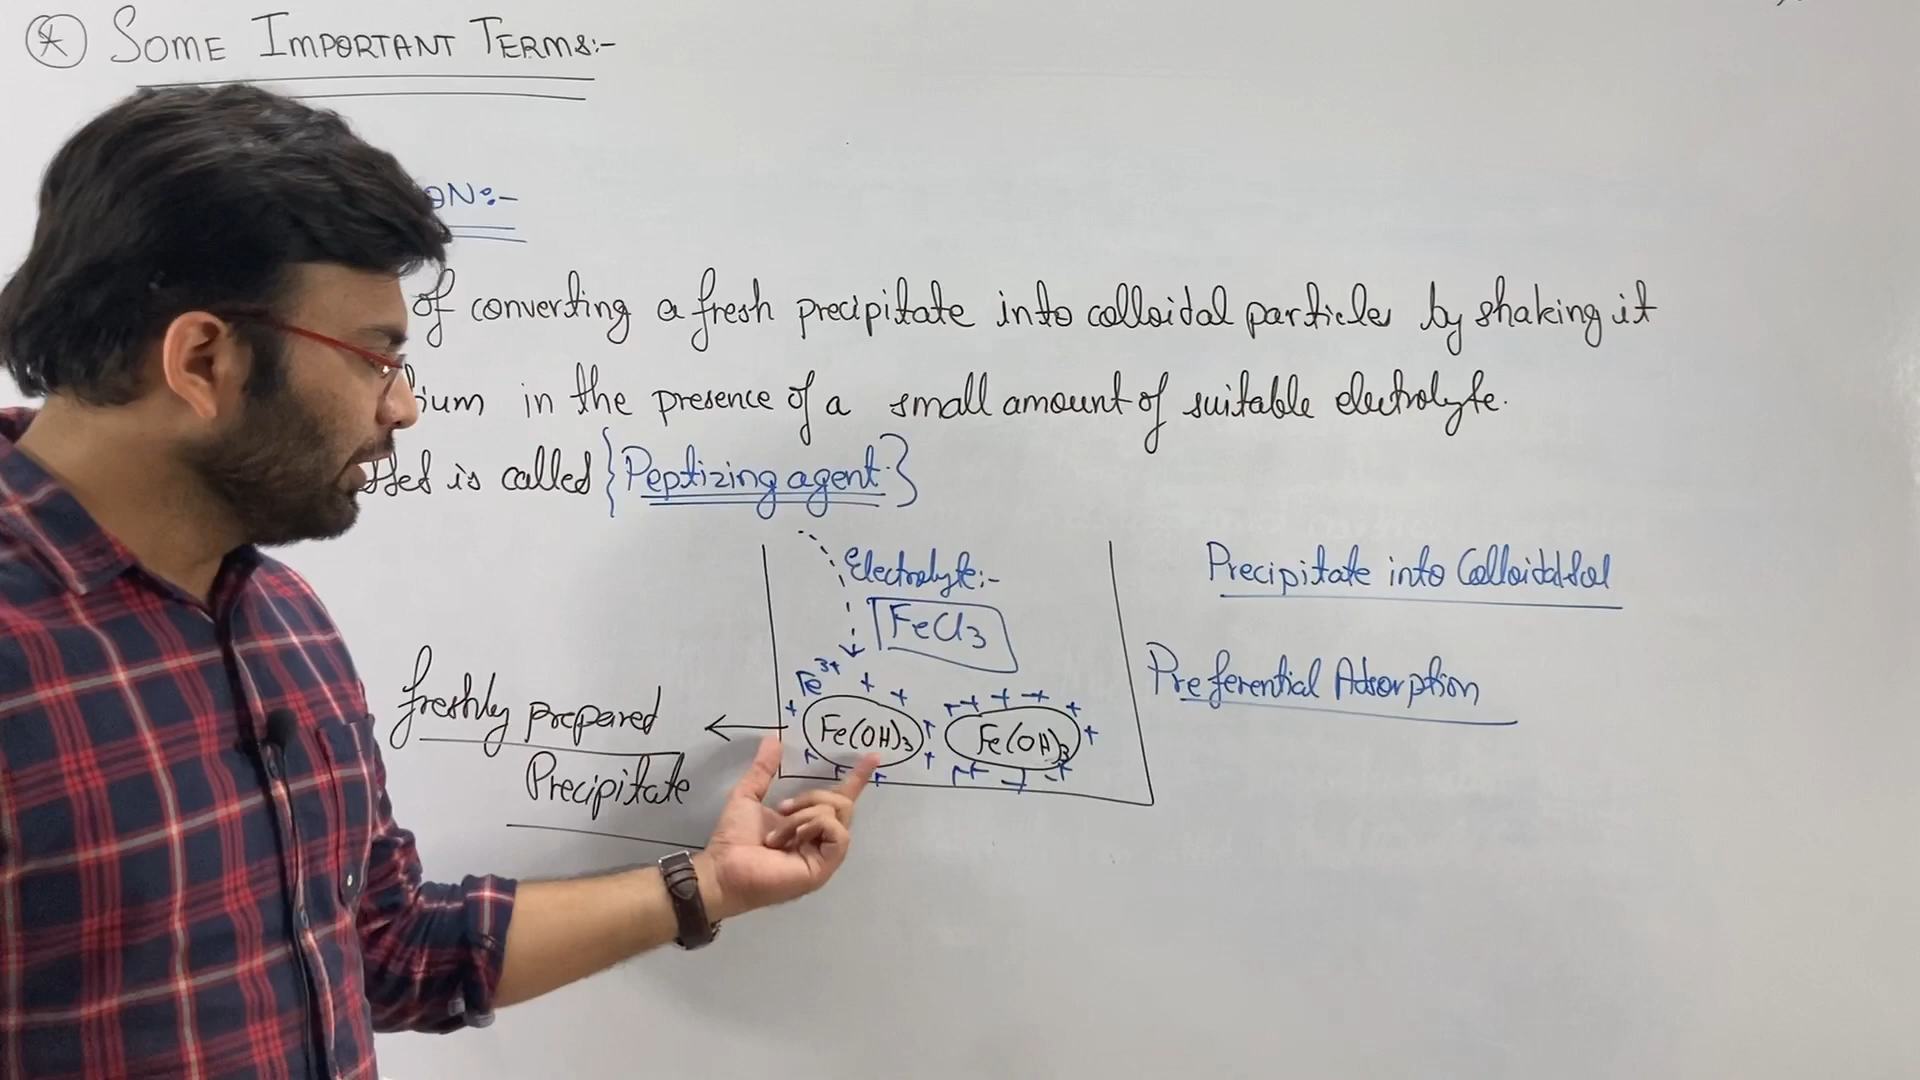 SOME IMPORTANT TERMS:-
ON:-
of converting a fresh precipitate into colloidal particles by shaking it
ium in the presence of a small amount of suitable electrolyte.
is called {Peptizing agent.}
Electrolyte:-
FeCl3
Precipitate into Colloidal Sol
Preferential Adsorption
Fe3+
+ + +
Fe(OH)3
Fe(OH)3
freshly prepared
Precipitate